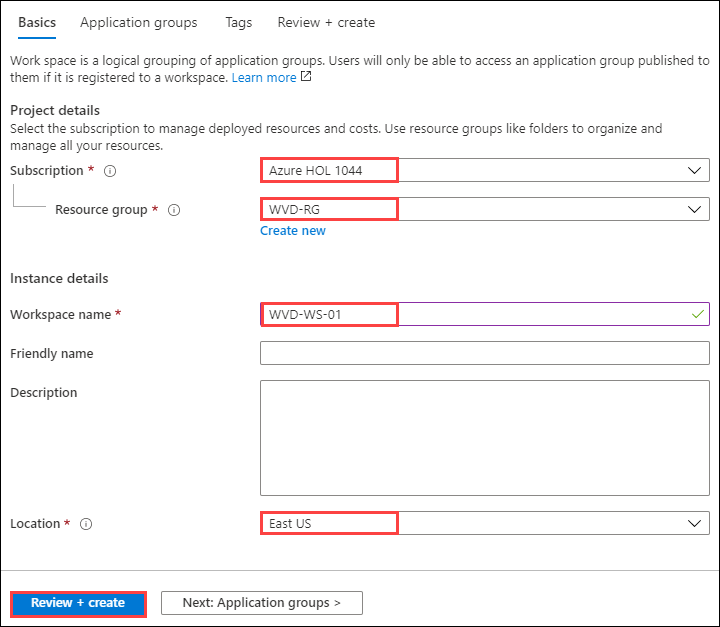 Basics Application groups Tags Review + create
Work space is a logical grouping of application groups. Users will only be able to access an application group published to
them if it is registered to a workspace. Learn more
Project details
Select the subscription to manage deployed resources and costs. Use resource groups like folders to organize and
manage all your resources.
Subscription * Azure HOL 1044
Resource group * WVD-RG
Create new
Instance details
Workspace name * WVD-WS-01
Friendly name
Description
Location * East US
Review + create Next: Application groups >